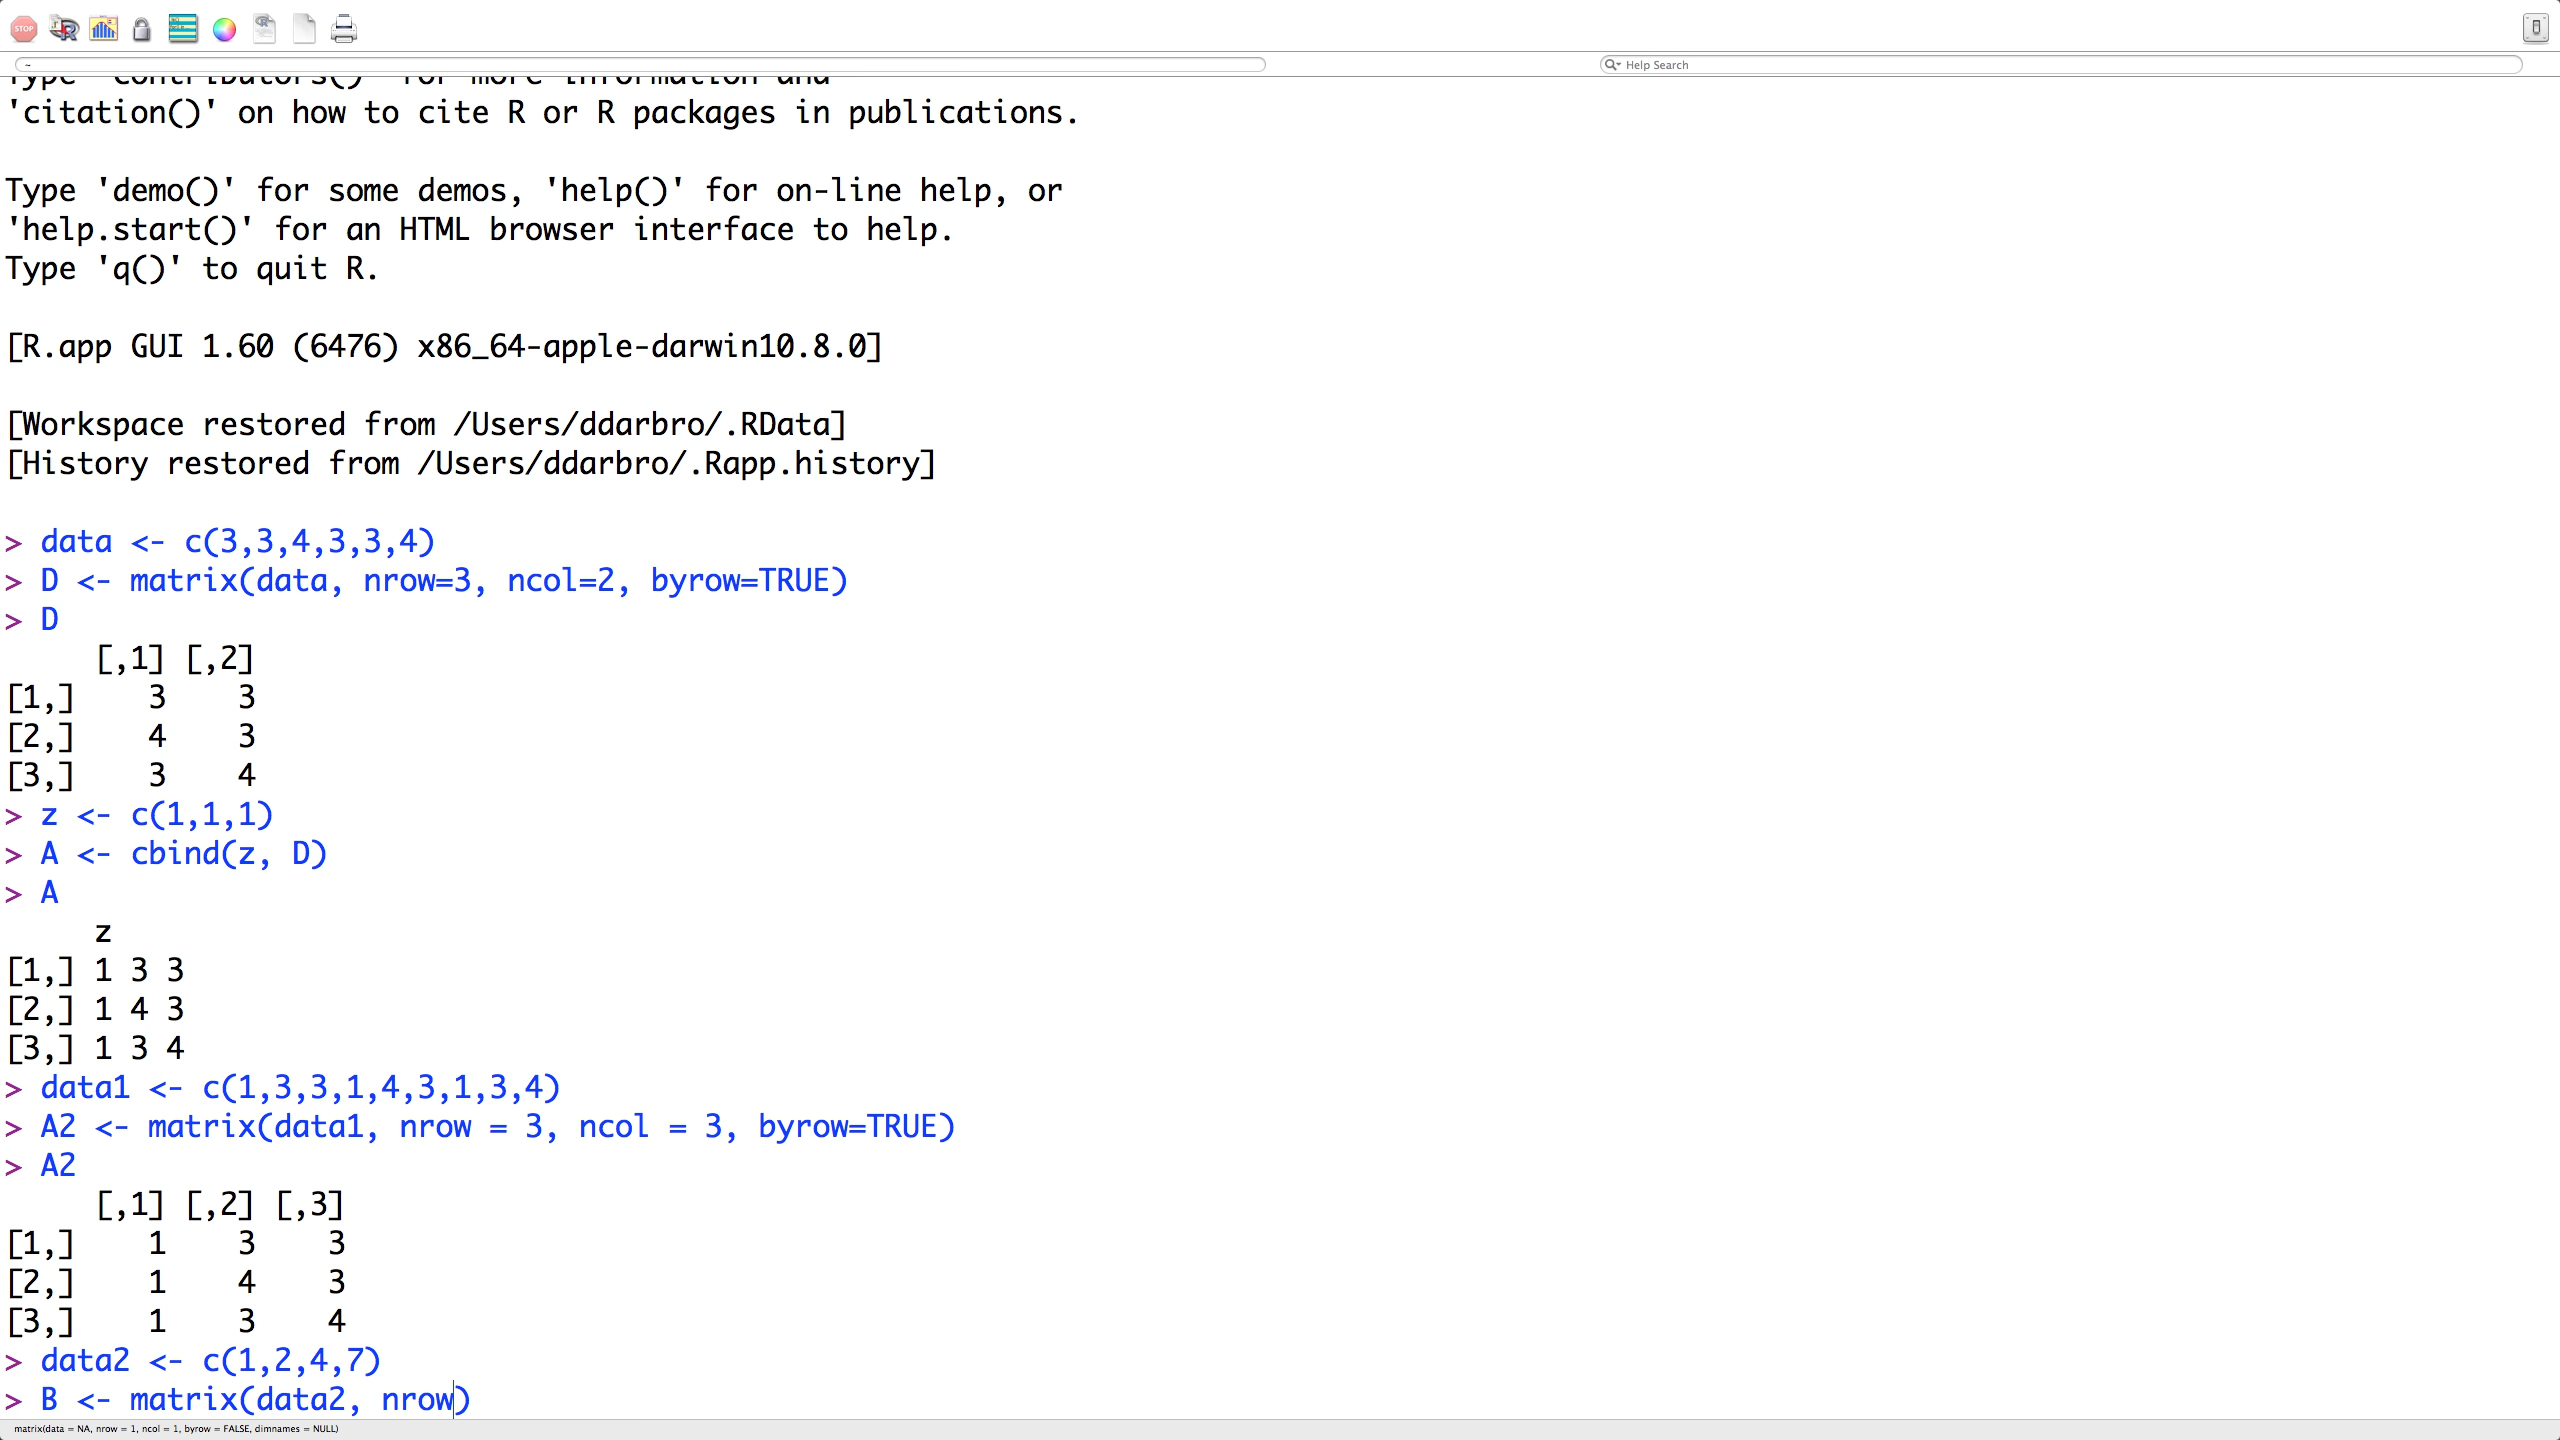 STOP
~
Help Search
Type 'contributors()' for more information and
'citation()' on how to cite R or R packages in publications.
Type 'demo()' for some demos, 'help()' for on-line help, or
'help.start()' for an HTML browser interface to help.
Type 'q()' to quit R.
[R.app GUI 1.60 (6476) x86_64-apple-darwin10.8.0]
[Workspace restored from /Users/ddarbro/.RData]
[History restored from /Users/ddarbro/.Rapp.history]
> data <- c(3,3,4,3,3,4)
> D <- matrix(data, nrow=3, ncol=2, byrow=TRUE)
> D
[,1] [,2]
[1,] 3 3
[2,] 4 3
[3,] 3 4
> z <- c(1,1,1)
> A <- cbind(z, D)
> A
z
[1,] 1 3 3
[2,] 1 4 3
[3,] 1 3 4
> data1 <- c(1,3,3,1,4,3,1,3,4)
> A2 <- matrix(data1, nrow = 3, ncol = 3, byrow=TRUE)
> A2
[,1] [,2] [,3]
[1,] 1 3 3
[2,] 1 4 3
[3,] 1 3 4
> data2 <- c(1,2,4,7)
> B <- matrix(data2, nrow)
matrix(data = NA, nrow = 1, ncol = 1, byrow = FALSE, dimnames = NULL)